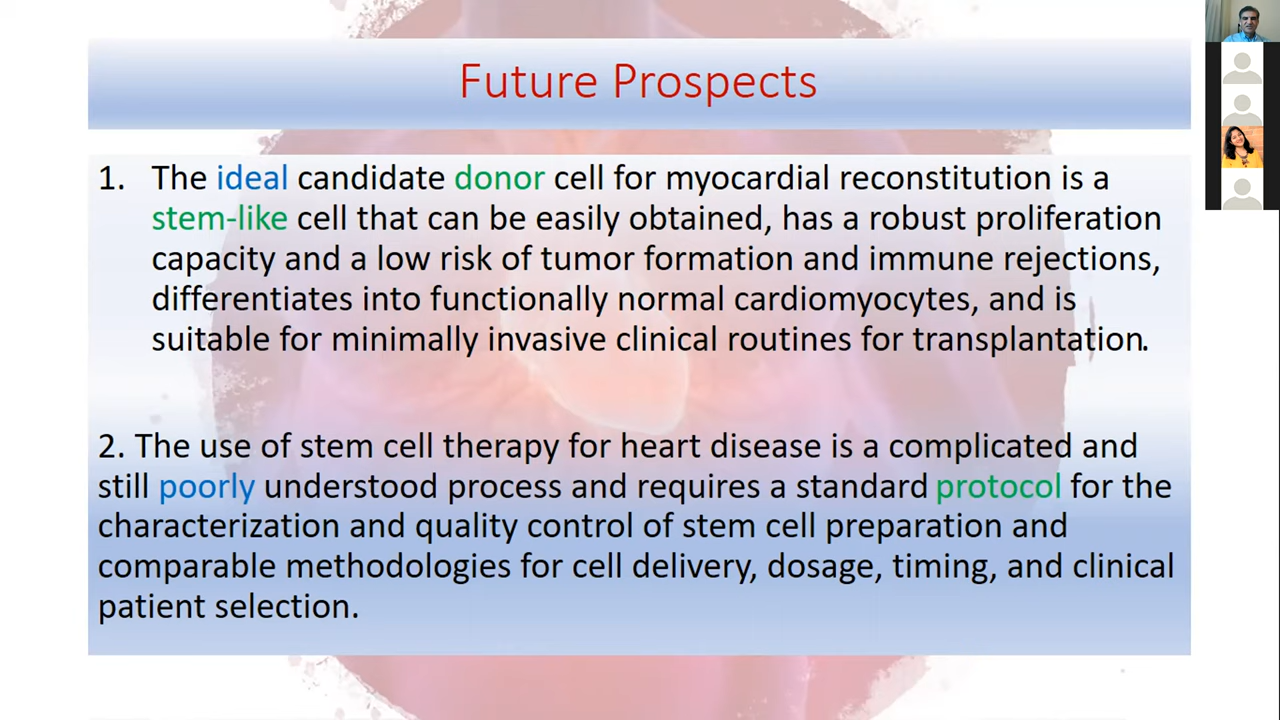 Future Prospects
1. The ideal candidate donor cell for myocardial reconstitution is a
stem-like cell that can be easily obtained, has a robust proliferation
capacity and a low risk of tumor formation and immune rejections,
differentiates into functionally normal cardiomyocytes, and is
suitable for minimally invasive clinical routines for transplantation.
2. The use of stem cell therapy for heart disease is a complicated and
still poorly understood process and requires a standard protocol for the
characterization and quality control of stem cell preparation and
comparable methodologies for cell delivery, dosage, timing, and clinical
patient selection.